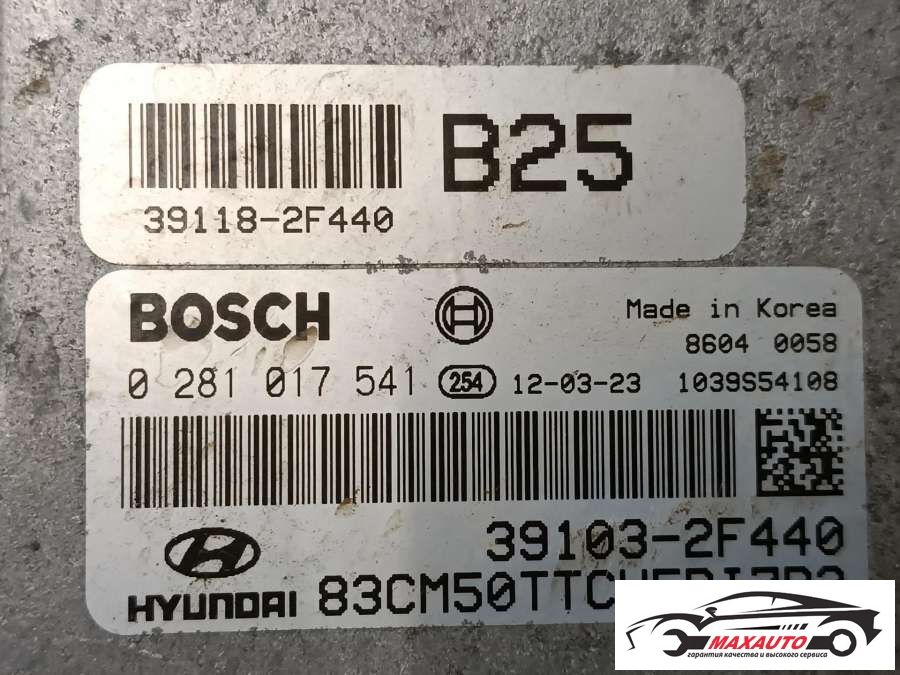 B25
39118-2F440
BOSCH
Made in Korea
8604 0058
0 281 017 541 254 12-03-23 1039S54108
39103-2F440
HYUNDAI
MAXAUTO
гарантия качества и высокого сервиса